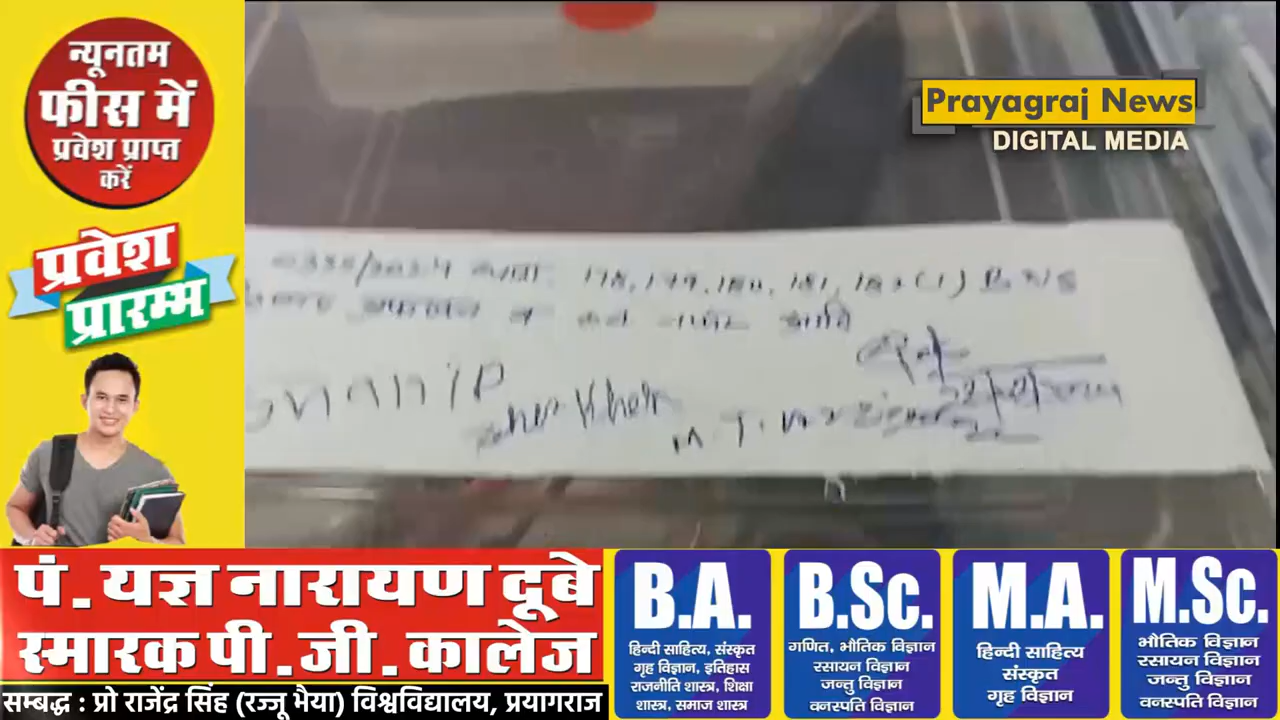 न्यूनतम
फीस में
प्रवेश प्राप्त
करें
प्रवेश
प्रारम्भ
Prayagraj News
DIGITAL MEDIA
178, 179, 180, 181, 182 (1) BNS
पं. यज्ञ नारायण दूबे
स्मारक पी.जी. कालेज
सम्बद्ध : प्रो राजेंद्र सिंह (रज्जू भैया) विश्वविद्यालय, प्रयागराज
B.A.
हिन्दी साहित्य, संस्कृत
गृह विज्ञान, इतिहास
राजनीति शास्त्र, शिक्षा
शास्त्र, समाज शास्त्र
B.Sc.
गणित, भौतिक विज्ञान
रसायन विज्ञान
जन्तु विज्ञान
वनस्पति विज्ञान
M.A.
हिन्दी साहित्य
संस्कृत
गृह विज्ञान
M.Sc.
भौतिक विज्ञान
रसायन विज्ञान
जन्तु विज्ञान
वनस्पति विज्ञान